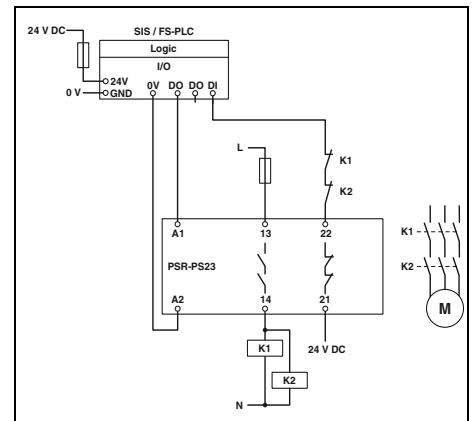 24 V DC
SIS / FS-PLC
Logic
I/O
24V
0V DO DO DI
0 V
GND
L
K1
K2
A1 13 22
PSR-PS23
K1
K2
A2 14 21
M
K1
24 V DC
K2
N